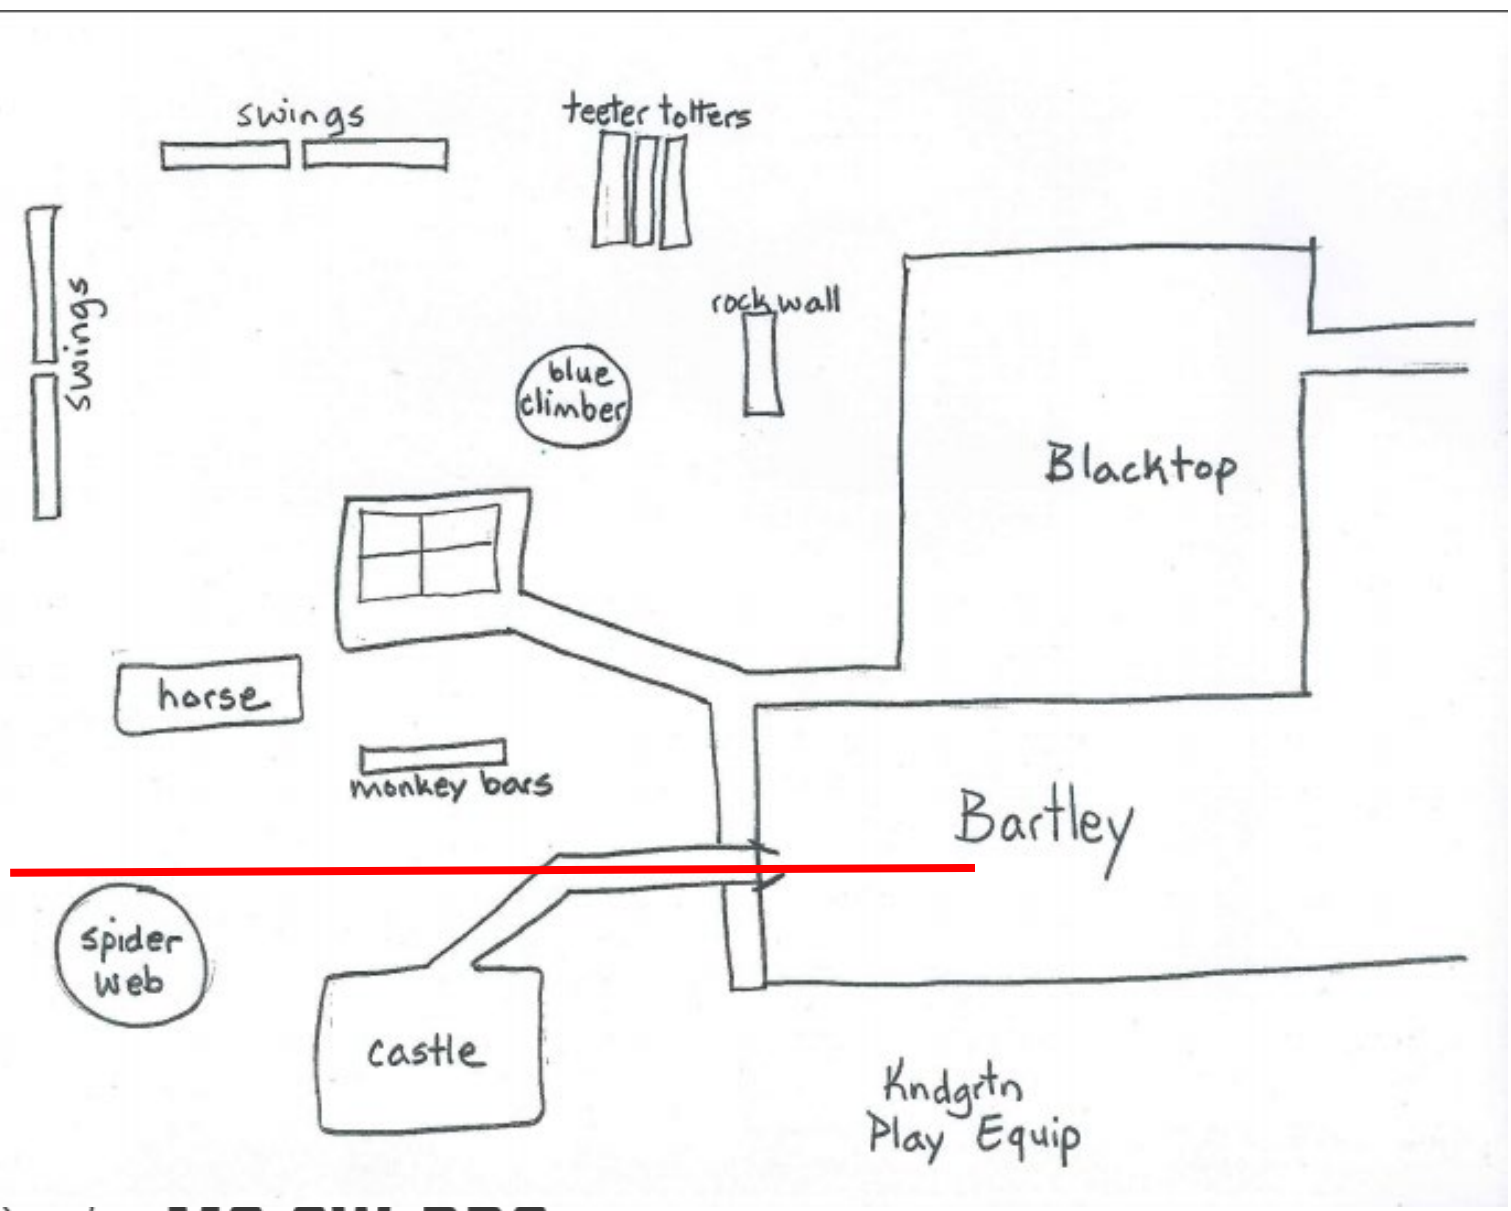 swings
teeter totters
swings
rock wall
blue
climber
Blacktop
horse
monkey bars
Bartley
spider
web
castle
Kndgrtn
Play Equip